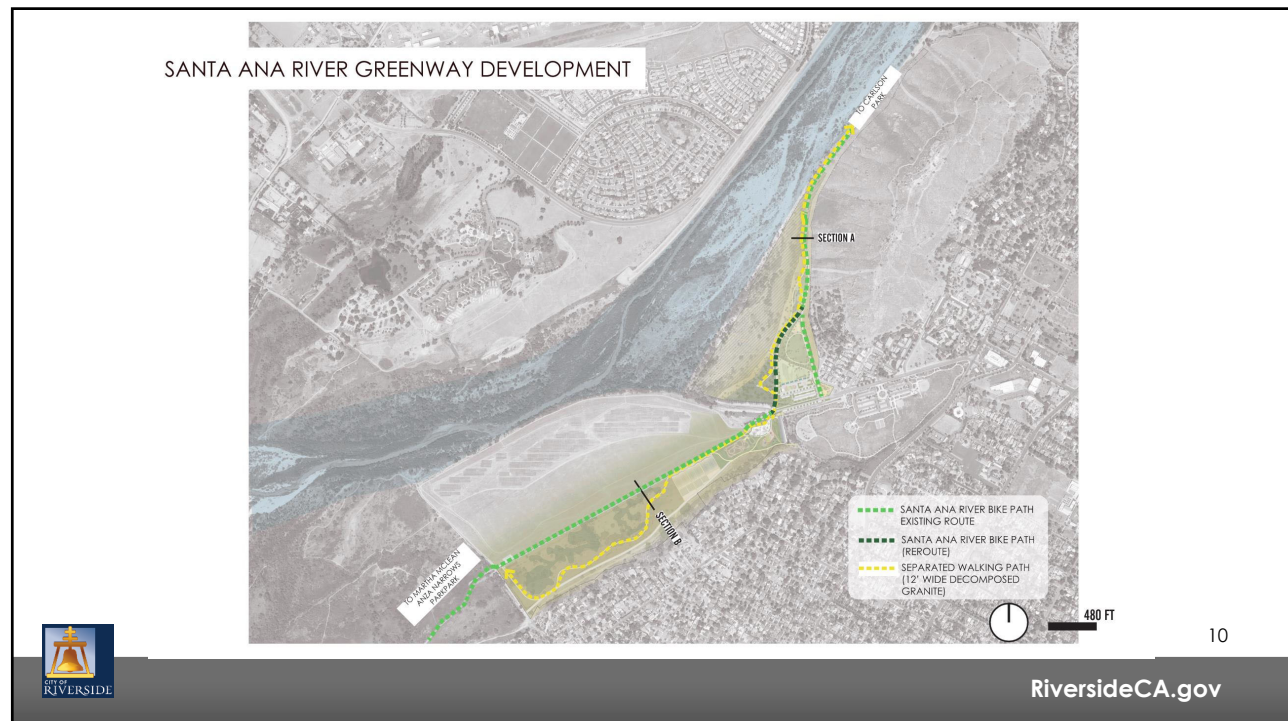 SANTA ANA RIVER GREENWAY DEVELOPMENT
TO CARLSON
PARK
SECTION A
SECTION B
TO MARTHA MCLEAN
ANZA NARROWS
PARKPARK
SANTA ANA RIVER BIKE PATH
EXISTING ROUTE
SANTA ANA RIVER BIKE PATH
(REROUTE)
SEPARATED WALKING PATH
(12' WIDE DECOMPOSED
GRANITE)
480 FT
10
CITY OF
RIVERSIDE
RiversideCA.gov